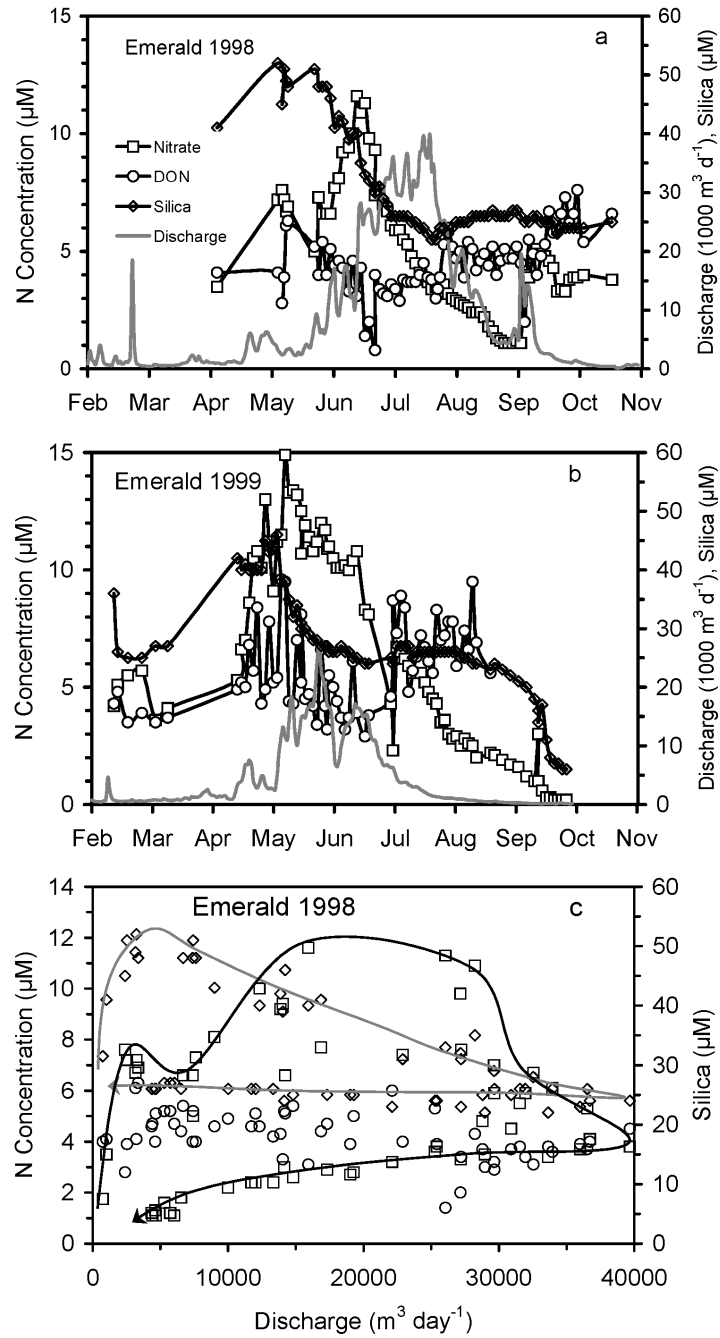 15
60
Emerald 1998
a
50
10
40
Nitrate
DON
Silica
Discharge
30
5
20
10
0
0
N Concentration (µM)
Discharge (1000 m³ d⁻¹), Silica (µM)
Feb Mar Apr May Jun Jul Aug Sep Oct Nov
15
60
Emerald 1999
b
50
10
40
30
5
20
10
0
0
N Concentration (µM)
Discharge (1000 m³ d⁻¹), Silica (µM)
Feb Mar Apr May Jun Jul Aug Sep Oct Nov
14
60
Emerald 1998
c
12
50
10
40
8
30
6
20
4
10
2
0
0
N Concentration (µM)
Silica (µM)
0 10000 20000 30000 40000
Discharge (m³ day⁻¹)